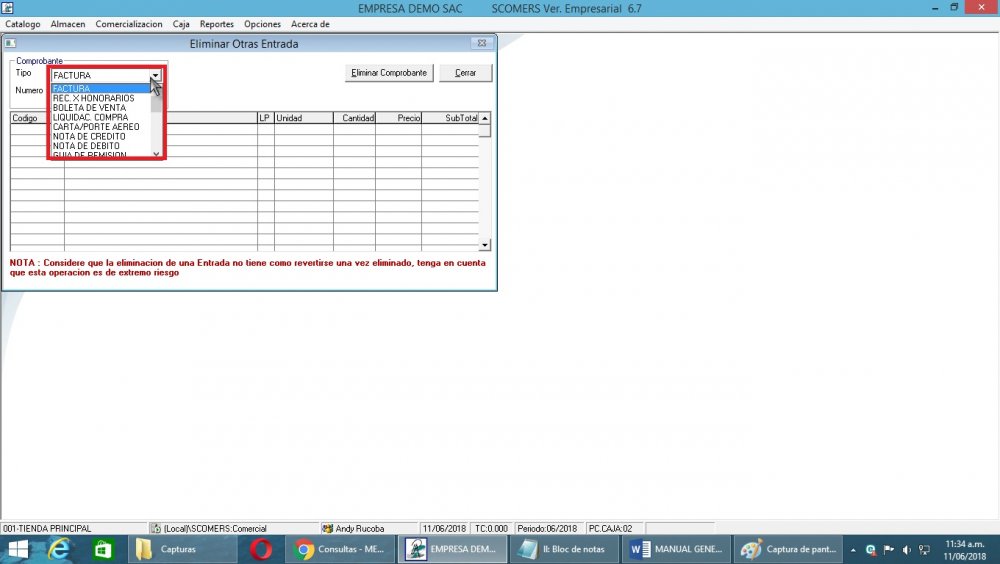 EMPRESA DEMO SAC SCOMERS Ver. Empresarial 6.7
Catalogo Almacen Comercializacion Caja Reportes Opciones Acerca de
Eliminar Otras Entrada
Comprobante
Tipo FACTURA Eliminar Comprobante Cerrar
Numero FACTURA
REC. X HONORARIOS
BOLETA DE VENTA
LIQUIDAC. COMPRA
CARTA/PORTE AEREO
NOTA DE CREDITO
NOTA DE DEBITO
GUIA DE REMISION
Codigo LP Unidad Cantidad Precio SubTotal
NOTA : Considere que la eliminacion de una Entrada no tiene como revertirse una vez eliminado, tenga en cuenta
que esta operacion es de extremo riesgo
001-TIENDA PRINCIPAL (Local)\SCOMERS:Comercial Andy Rucoba 11/06/2018 TC:0.000 Periodo:06/2018 PC.CAJA:02
Capturas Consultas - ME... EMPRESA DEM... ll: Bloc de notas MANUAL GENE... Captura de pant... 11:34 a.m.
11/06/2018